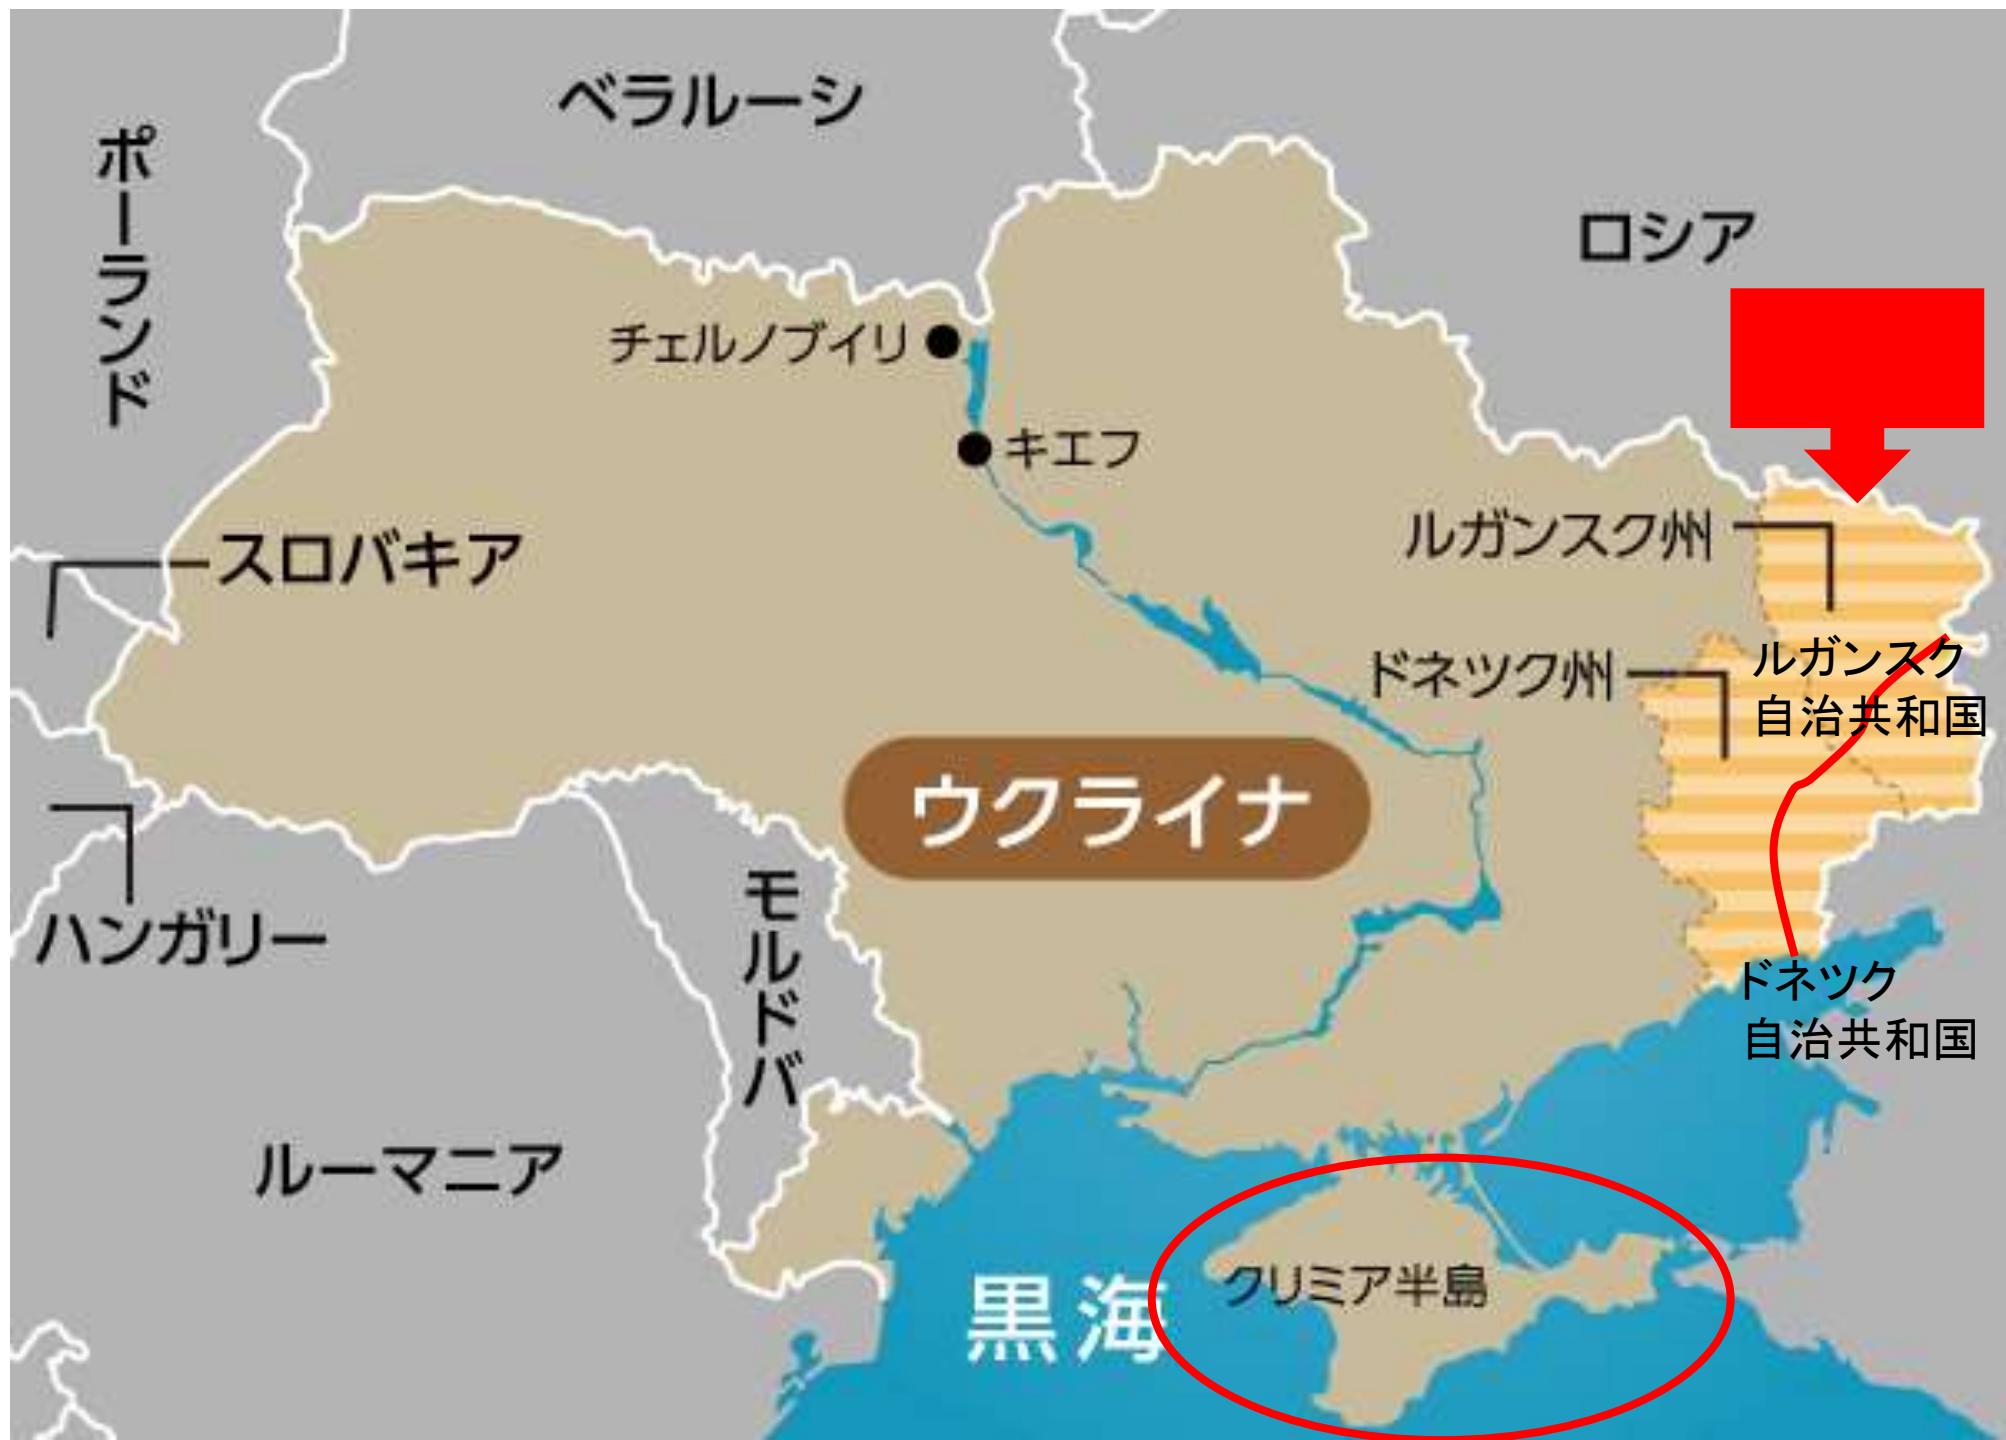 ベラルーシ
ポーランド
ロシア
チェルノブイリ
キエフ
スロバキア
ルガンスク州
ドネツク州
ルガンスク
自治共和国
ウクライナ
モルドバ
ハンガリー
ドネツク
自治共和国
ルーマニア
クリミア半島
黒海